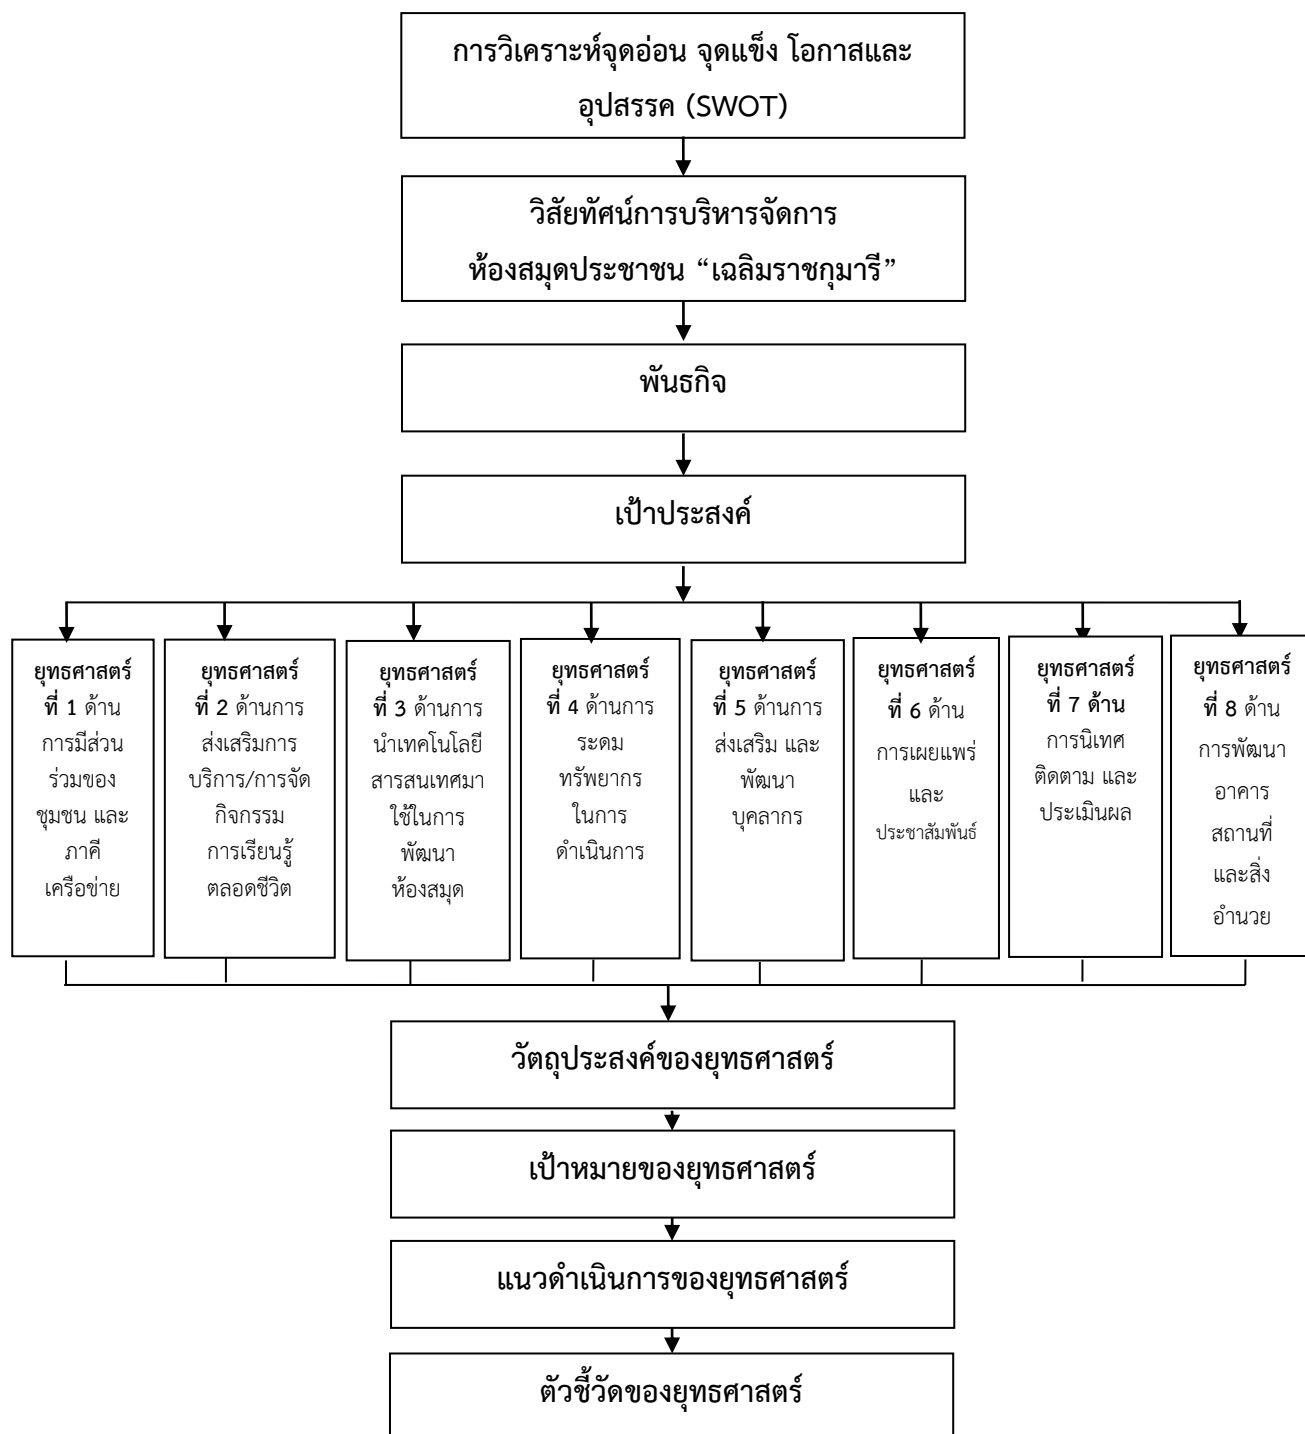 การวิเคราะห์จุดอ่อน จุดแข็ง โอกาสและ
อุปสรรค (SWOT)
วิสัยทัศน์การบริหารจัดการ
ห้องสมุดประชาชน “เฉลิมราชกุมารี”
พันธกิจ
เป้าประสงค์
ยุทธศาสตร์
ที่ 1 ด้าน
การมีส่วน
ร่วมของ
ชุมชน และ
ภาคี
เครือข่าย
ยุทธศาสตร์
ที่ 2 ด้านการ
ส่งเสริมการ
บริการ/การจัด
กิจกรรม
การเรียนรู้
ตลอดชีวิต
ยุทธศาสตร์
ที่ 3 ด้านการ
นำเทคโนโลยี
สารสนเทศมา
ใช้ในการ
พัฒนา
ห้องสมุด
ยุทธศาสตร์
ที่ 4 ด้านการ
ระดม
ทรัพยากร
ในการ
ดำเนินการ
ยุทธศาสตร์
ที่ 5 ด้านการ
ส่งเสริม และ
พัฒนา
บุคลากร
ยุทธศาสตร์
ที่ 6 ด้าน
การเผยแพร่
และ
ประชาสัมพันธ์
ยุทธศาสตร์
ที่ 7 ด้าน
การนิเทศ
ติดตาม และ
ประเมินผล
ยุทธศาสตร์
ที่ 8 ด้าน
การพัฒนา
อาคาร
สถานที่
และสิ่ง
อำนวย
วัตถุประสงค์ของยุทธศาสตร์
เป้าหมายของยุทธศาสตร์
แนวดำเนินการของยุทธศาสตร์
ตัวชี้วัดของยุทธศาสตร์